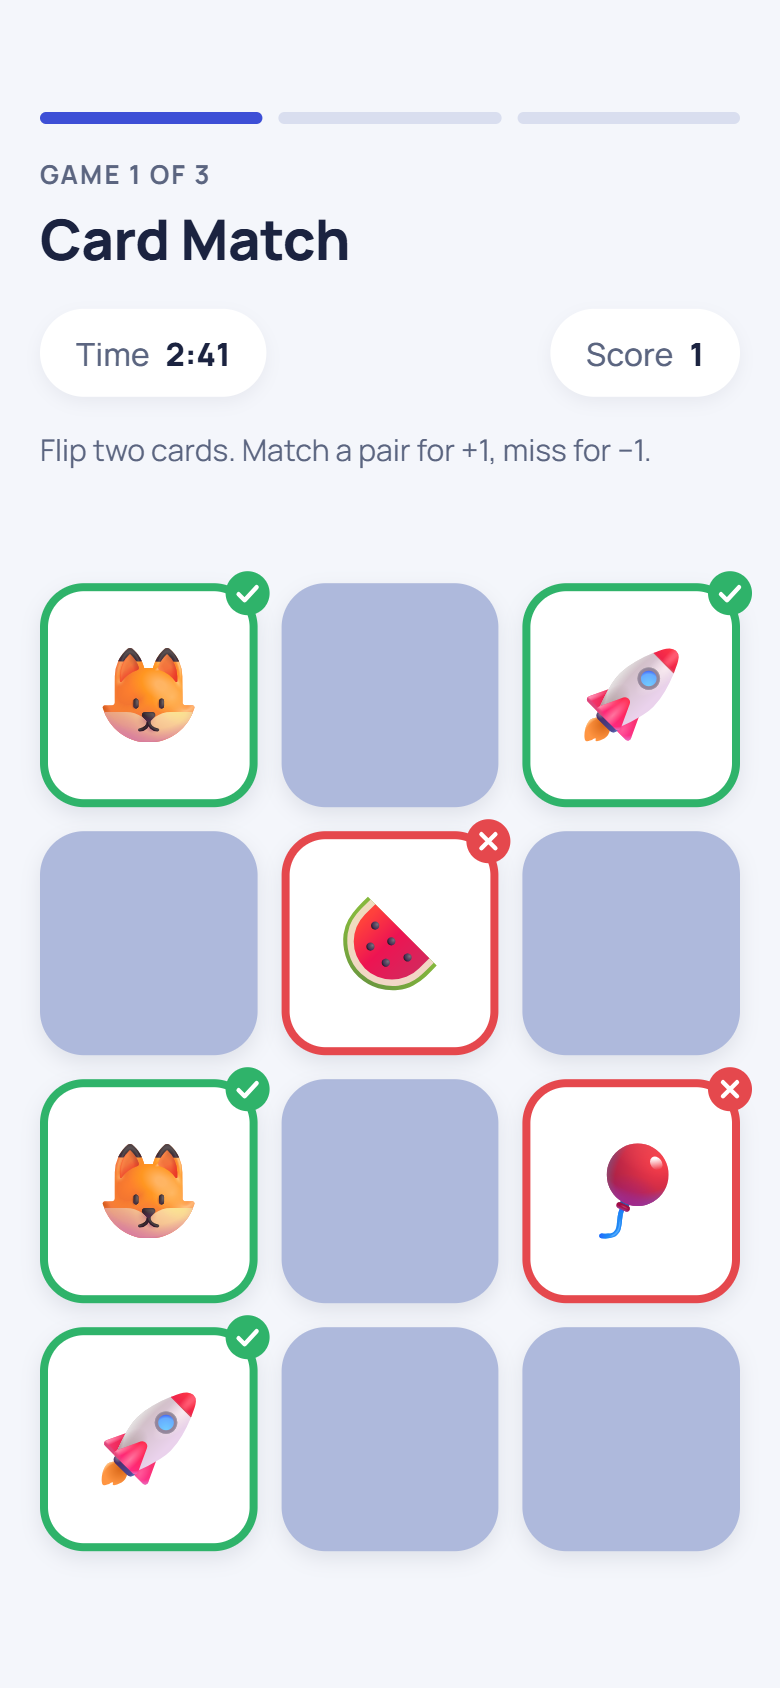 GAME 1 OF 3
Card Match
Time 2:41
Score 1
Flip two cards. Match a pair for +1, miss for −1.